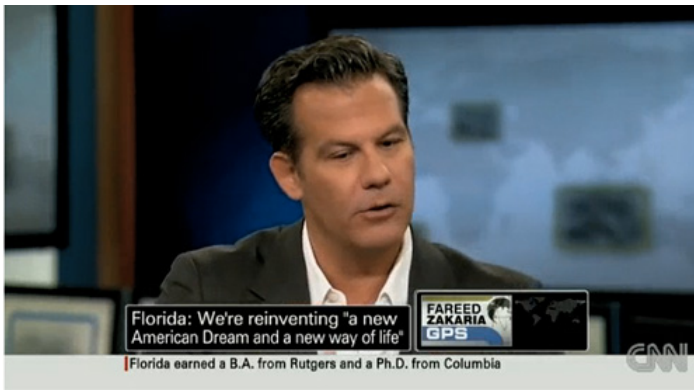 Florida: We're reinventing "a new
American Dream and a new way of life"
FAREED
ZAKARIA
GPS
Florida earned a B.A. from Rutgers and a Ph.D. from Columbia
CNN